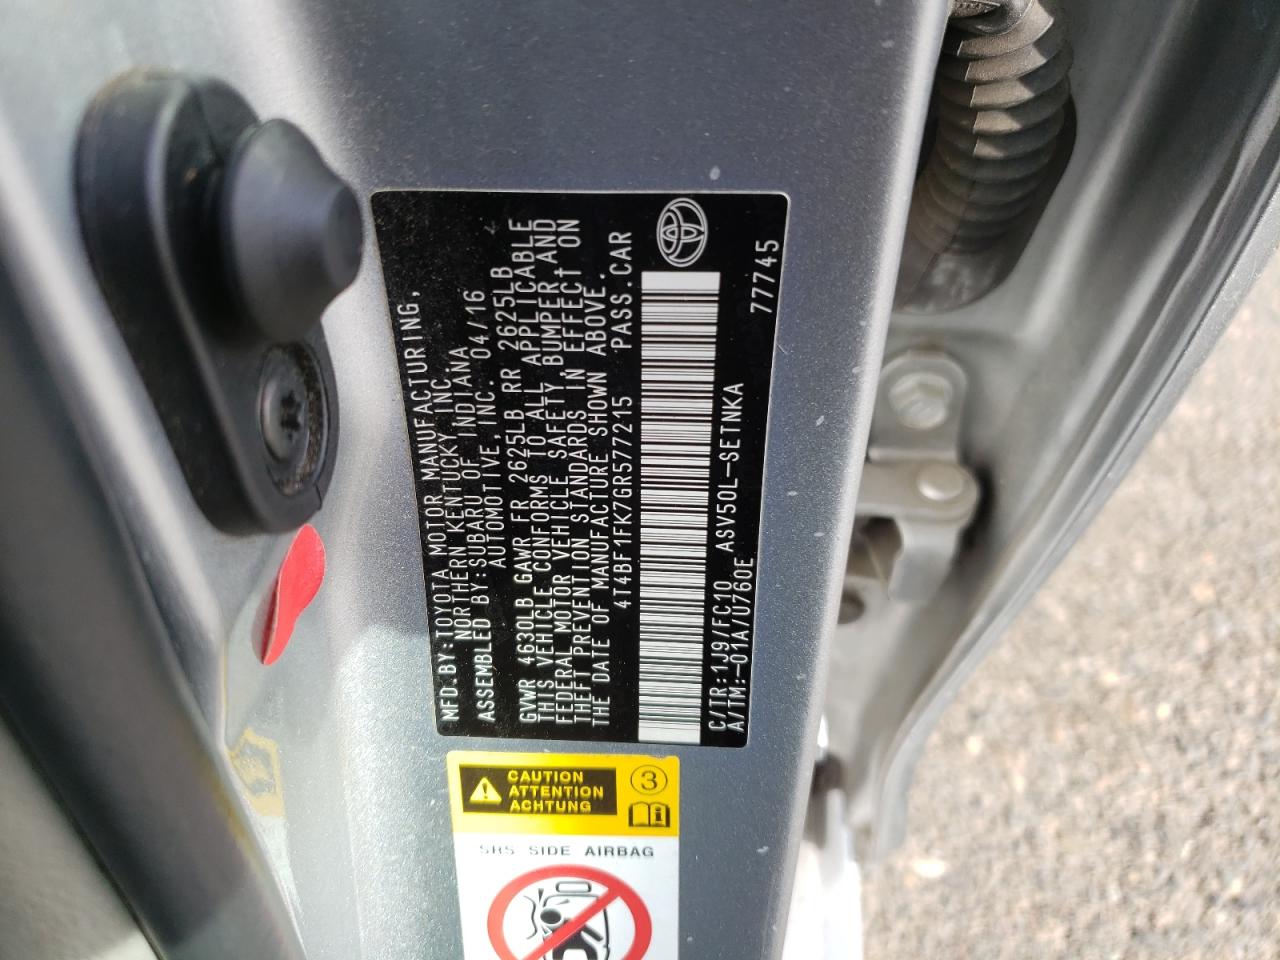 MFD.BY:TOYOTA MOTOR MANUFACTURING,
NORTHERN KENTUCKY INC.
ASSEMBLED BY:SUBARU OF INDIANA
AUTOMOTIVE, INC. 04/16
GVWR 4630LB GAWR FR 2625LB RR 2625LB
THIS VEHICLE CONFORMS TO ALL APPLICABLE
FEDERAL MOTOR VEHICLE SAFETY,BUMPER AND
THEFT PREVENTION STANDARDS IN EFFECT ON
THE DATE OF MANUFACTURE SHOWN ABOVE.
4T4BF1FK7GR577215 PASS.CAR
C/TR:1J9/FC10 ASV50L-SETNKA
A/TM:-01A/U760E 77745
CAUTION
ATTENTION
ACHTUNG
3
SRS SIDE AIRBAG